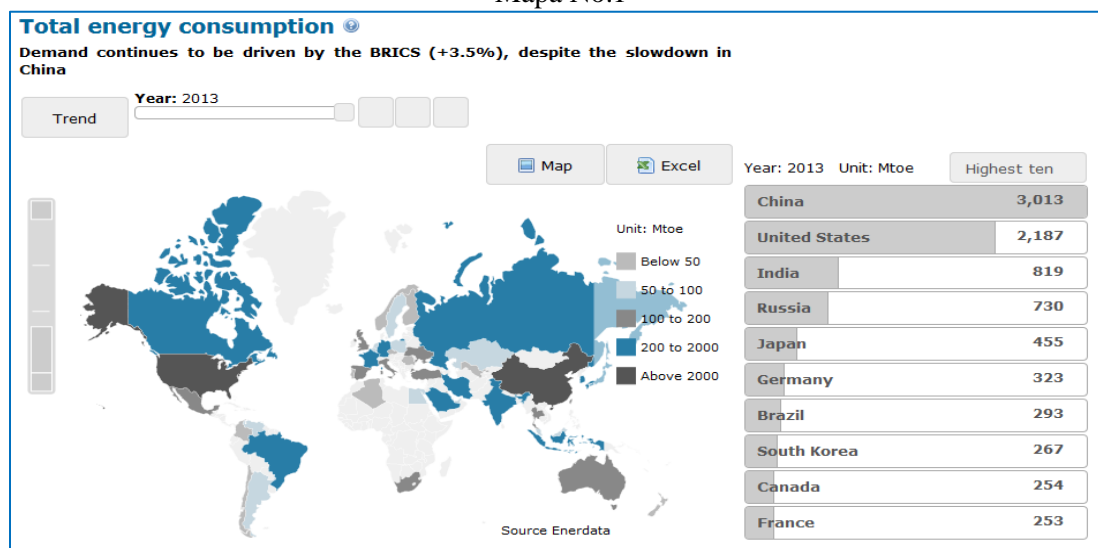 Mapa No.1
Total energy consumption ?
Demand continues to be driven by the BRICS (+3.5%), despite the slowdown in
China
Trend
Year: 2013
Map
Excel
Year: 2013 Unit: Mtoe
Highest ten
Unit: Mtoe
Below 50
50 to 100
100 to 200
200 to 2000
Above 2000
Source Enerdata
China 3,013
United States 2,187
India 819
Russia 730
Japan 455
Germany 323
Brazil 293
South Korea 267
Canada 254
France 253